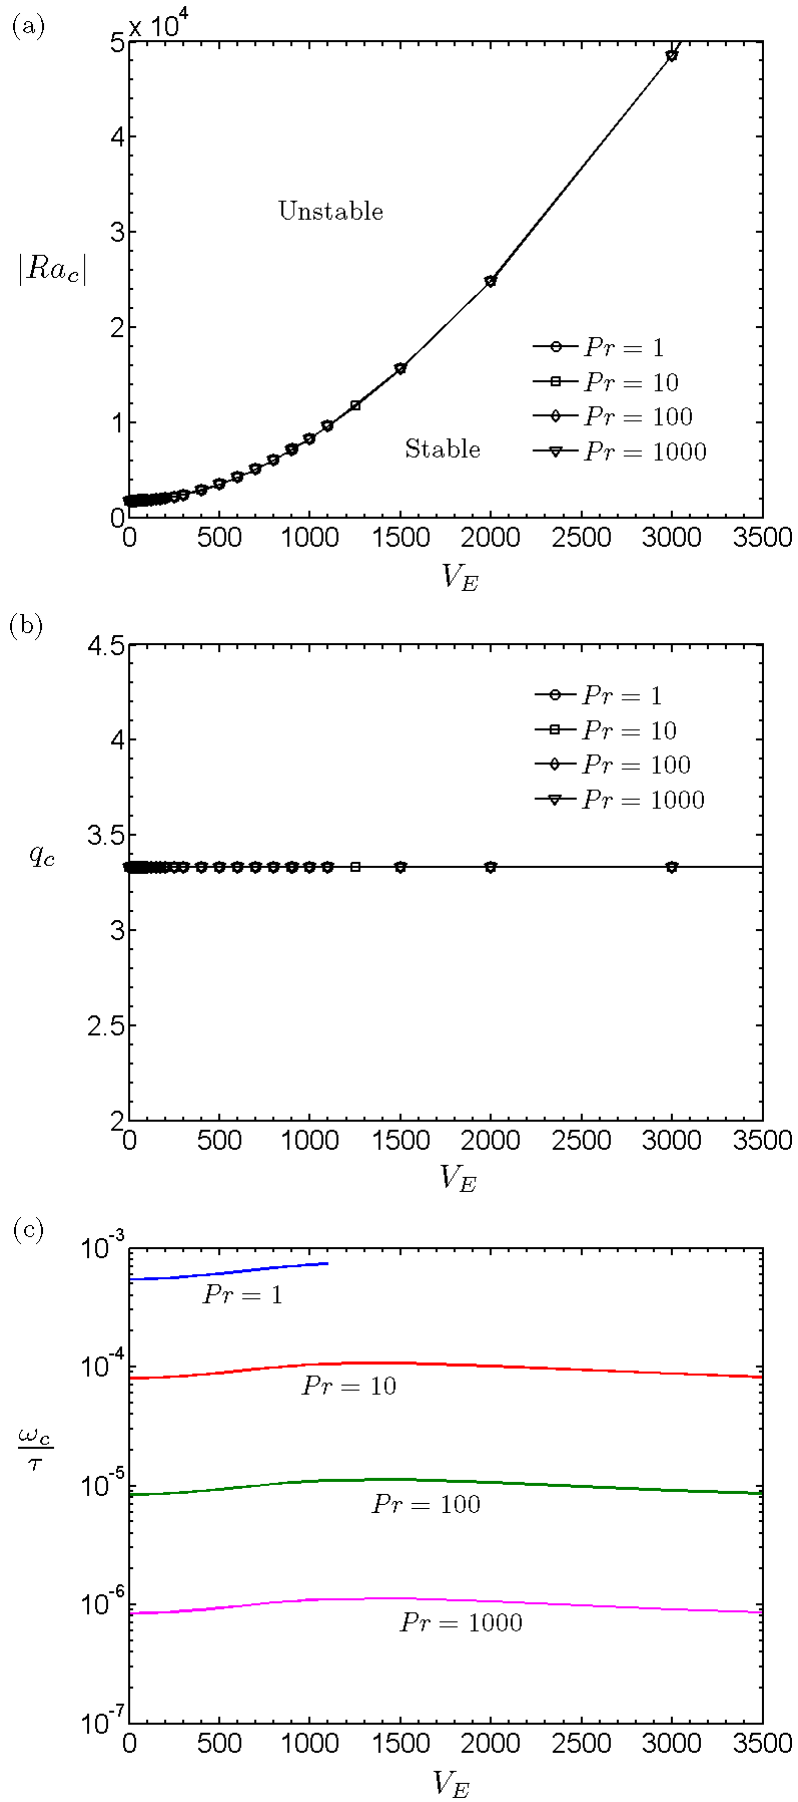 (a)
x 10^4
5
4
3
2
1
0
|Ra_c|
Unstable
Stable
Pr = 1
Pr = 10
Pr = 100
Pr = 1000
0 500 1000 1500 2000 2500 3000 3500
V_E
(b)
4.5
4
3.5
3
2.5
2
q_c
Pr = 1
Pr = 10
Pr = 100
Pr = 1000
0 500 1000 1500 2000 2500 3000 3500
V_E
(c)
10^-3
10^-4
10^-5
10^-6
10^-7
ω_c
τ
Pr = 1
Pr = 10
Pr = 100
Pr = 1000
0 500 1000 1500 2000 2500 3000 3500
V_E